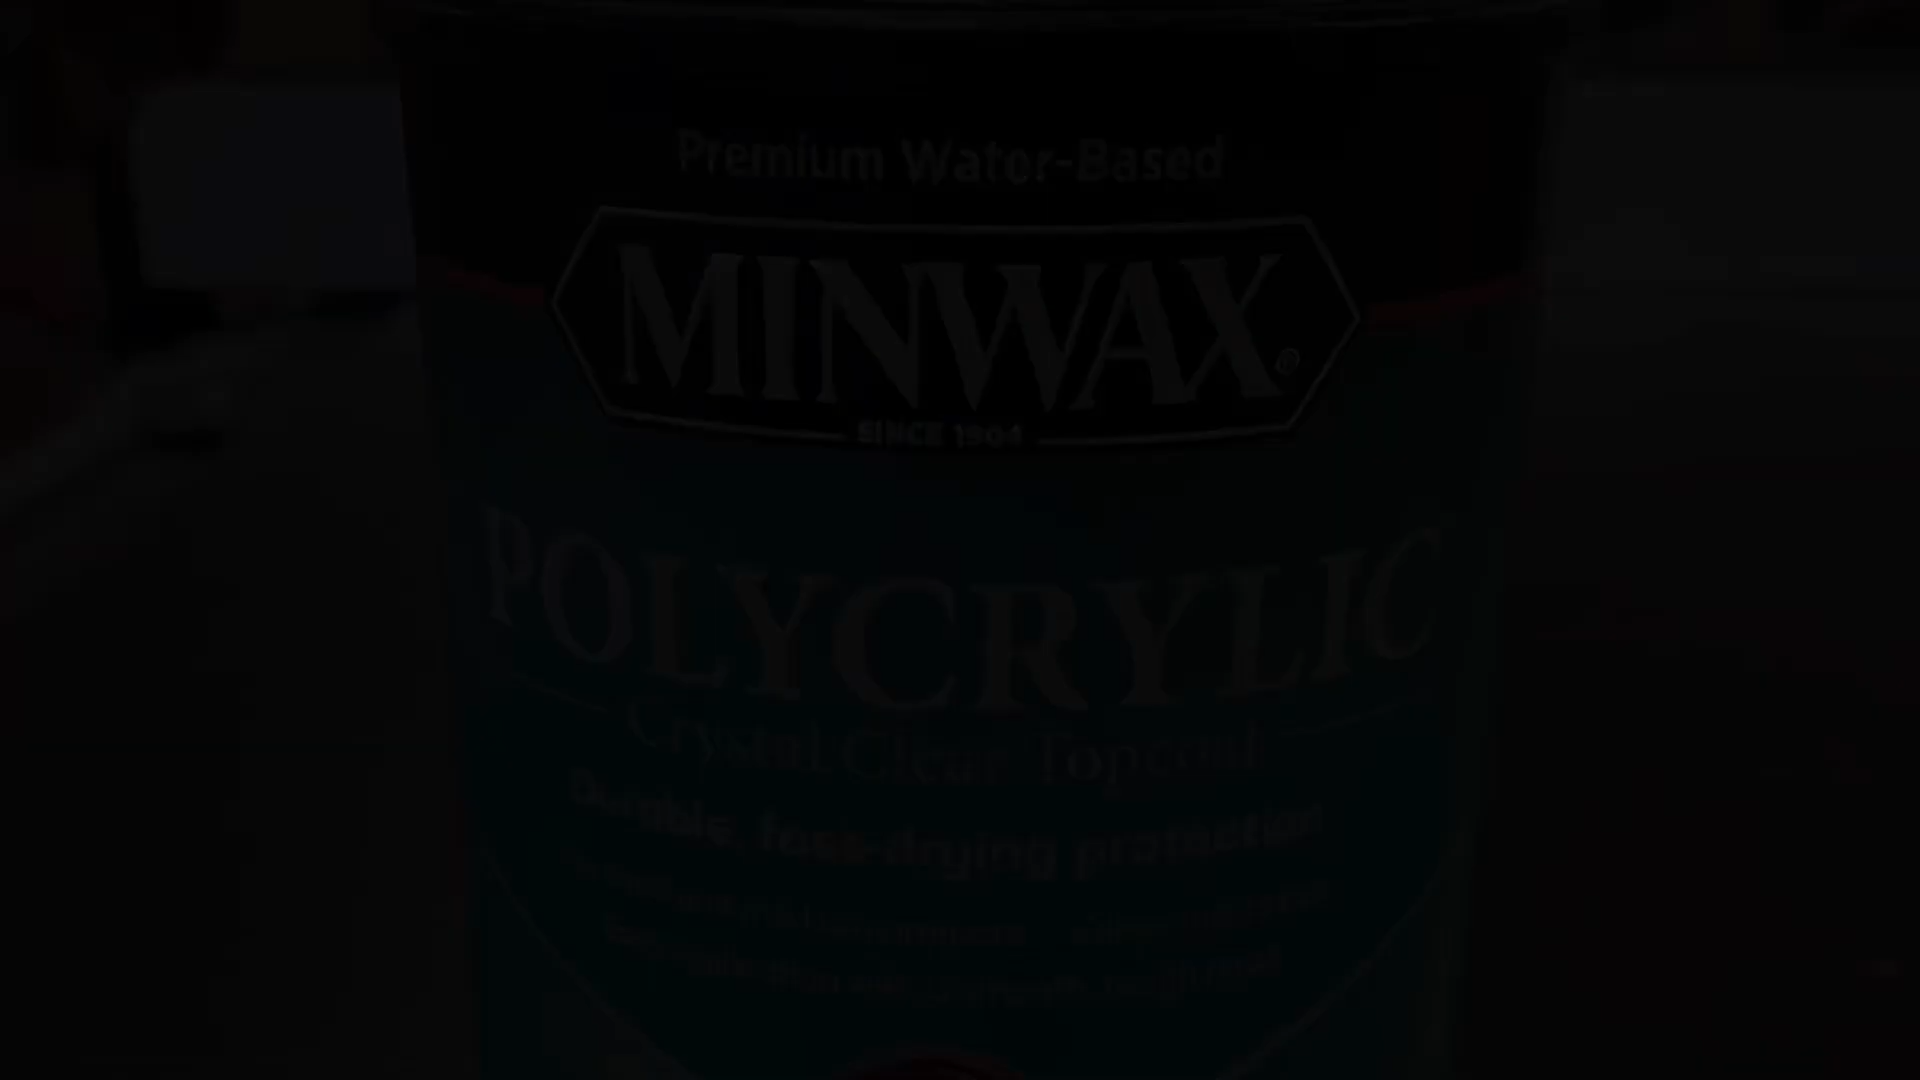 Premium Water-Based
MINWAX®
SINCE 1904
POLYCRYLIC
Crystal Clear Topcoat
Durable, fast-drying protection